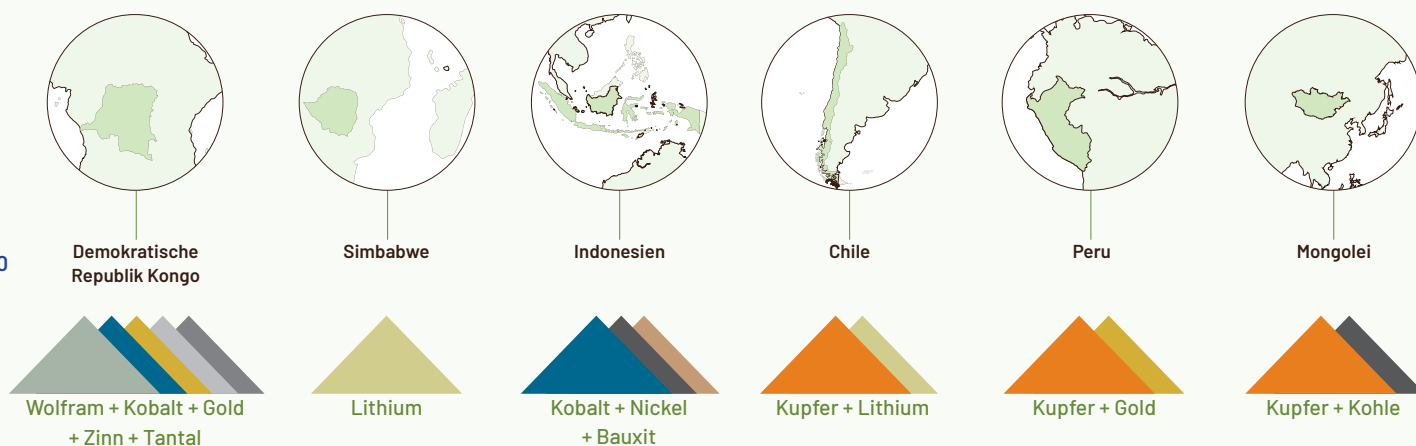 Demokratische
Republik Kongo
Simbabwe
Indonesien
Chile
Peru
Mongolei
0
Wolfram + Kobalt + Gold
+ Zinn + Tantal
Lithium
Kobalt + Nickel
+ Bauxit
Kupfer + Lithium
Kupfer + Gold
Kupfer + Kohle